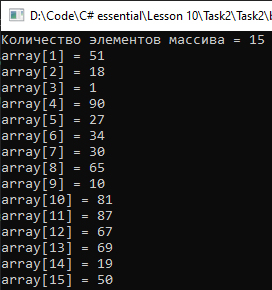 D:\Code\C# essential\Lesson 10\Task2\Task2\
Количество элементов массива = 15
array[1] = 51
array[2] = 18
array[3] = 1
array[4] = 90
array[5] = 27
array[6] = 34
array[7] = 30
array[8] = 65
array[9] = 10
array[10] = 81
array[11] = 87
array[12] = 67
array[13] = 69
array[14] = 19
array[15] = 50